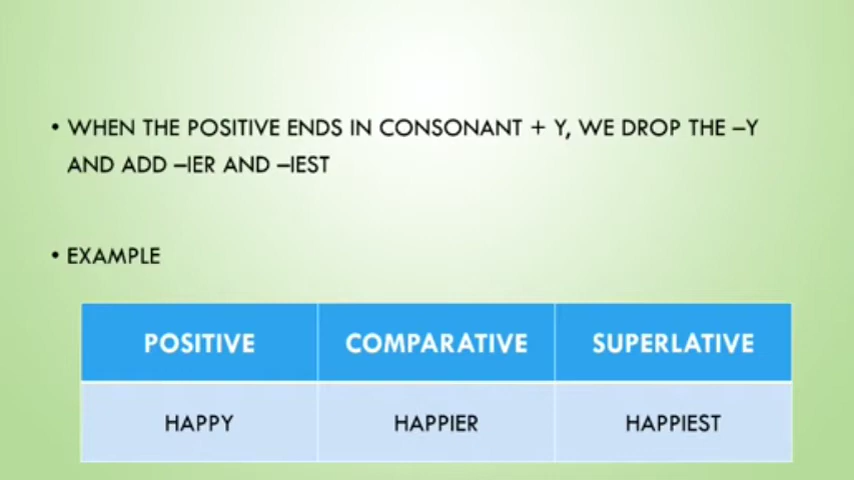 • WHEN THE POSITIVE ENDS IN CONSONANT + Y, WE DROP THE –Y
AND ADD –IER AND –IEST
• EXAMPLE
POSITIVE COMPARATIVE SUPERLATIVE
HAPPY HAPPIER HAPPIEST